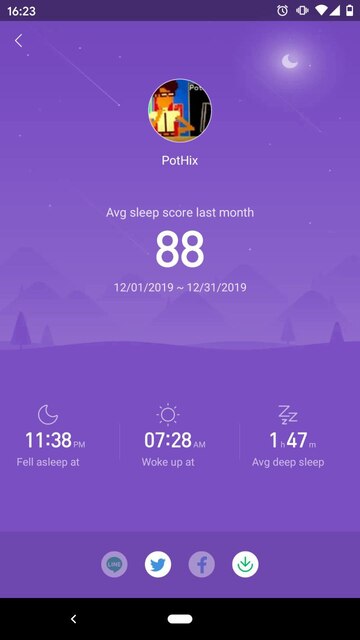 16:23
Pot
PotHix
Avg sleep score last month
88
12/01/2019 ~ 12/31/2019
11:38 PM
Fell asleep at
07:28 AM
Woke up at
1 h 47 m
Avg deep sleep
LINE